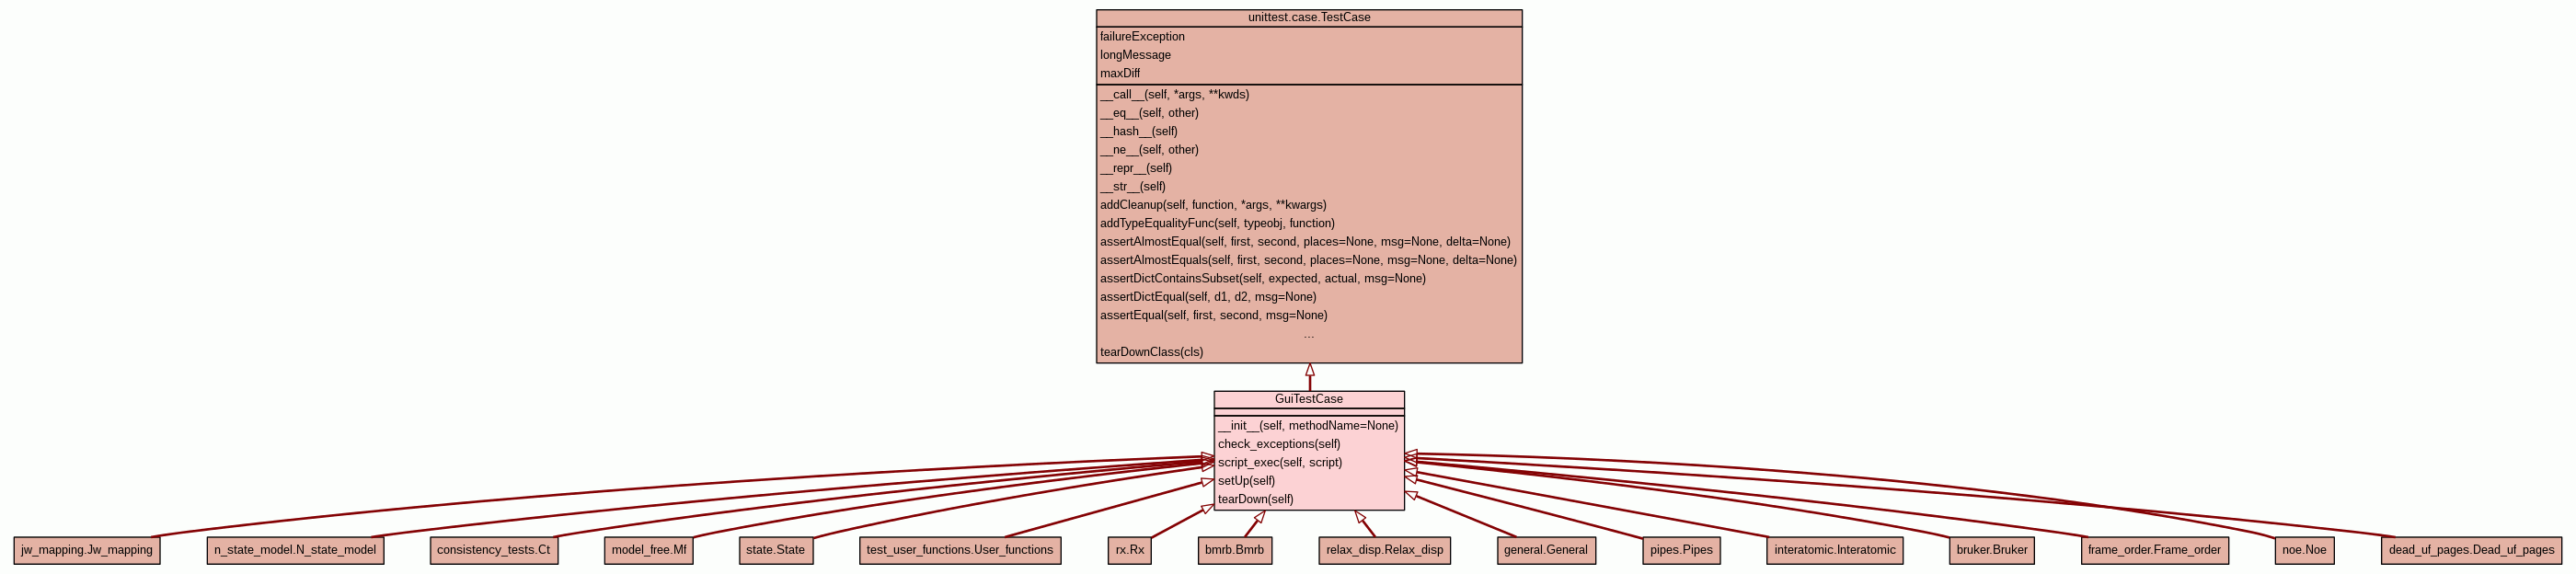 unittest.case.TestCase
failureException
longMessage
maxDiff
__call__(self, *args, **kwds)
__eq__(self, other)
__hash__(self)
__ne__(self, other)
__repr__(self)
__str__(self)
addCleanup(self, function, *args, **kwargs)
addTypeEqualityFunc(self, typeobj, function)
assertAlmostEqual(self, first, second, places=None, msg=None, delta=None)
assertAlmostEquals(self, first, second, places=None, msg=None, delta=None)
assertDictContainsSubset(self, expected, actual, msg=None)
assertDictEqual(self, d1, d2, msg=None)
assertEqual(self, first, second, msg=None)
...
tearDownClass(cls)
GuiTestCase
__init__(self, methodName=None)
check_exceptions(self)
script_exec(self, script)
setUp(self)
tearDown(self)
jw_mapping.Jw_mapping
n_state_model.N_state_model
consistency_tests.Ct
model_free.Mf
state.State
test_user_functions.User_functions
rx.Rx
bmrb.Bmrb
relax_disp.Relax_disp
general.General
pipes.Pipes
interatomic.Interatomic
bruker.Bruker
frame_order.Frame_order
noe.Noe
dead_uf_pages.Dead_uf_pages